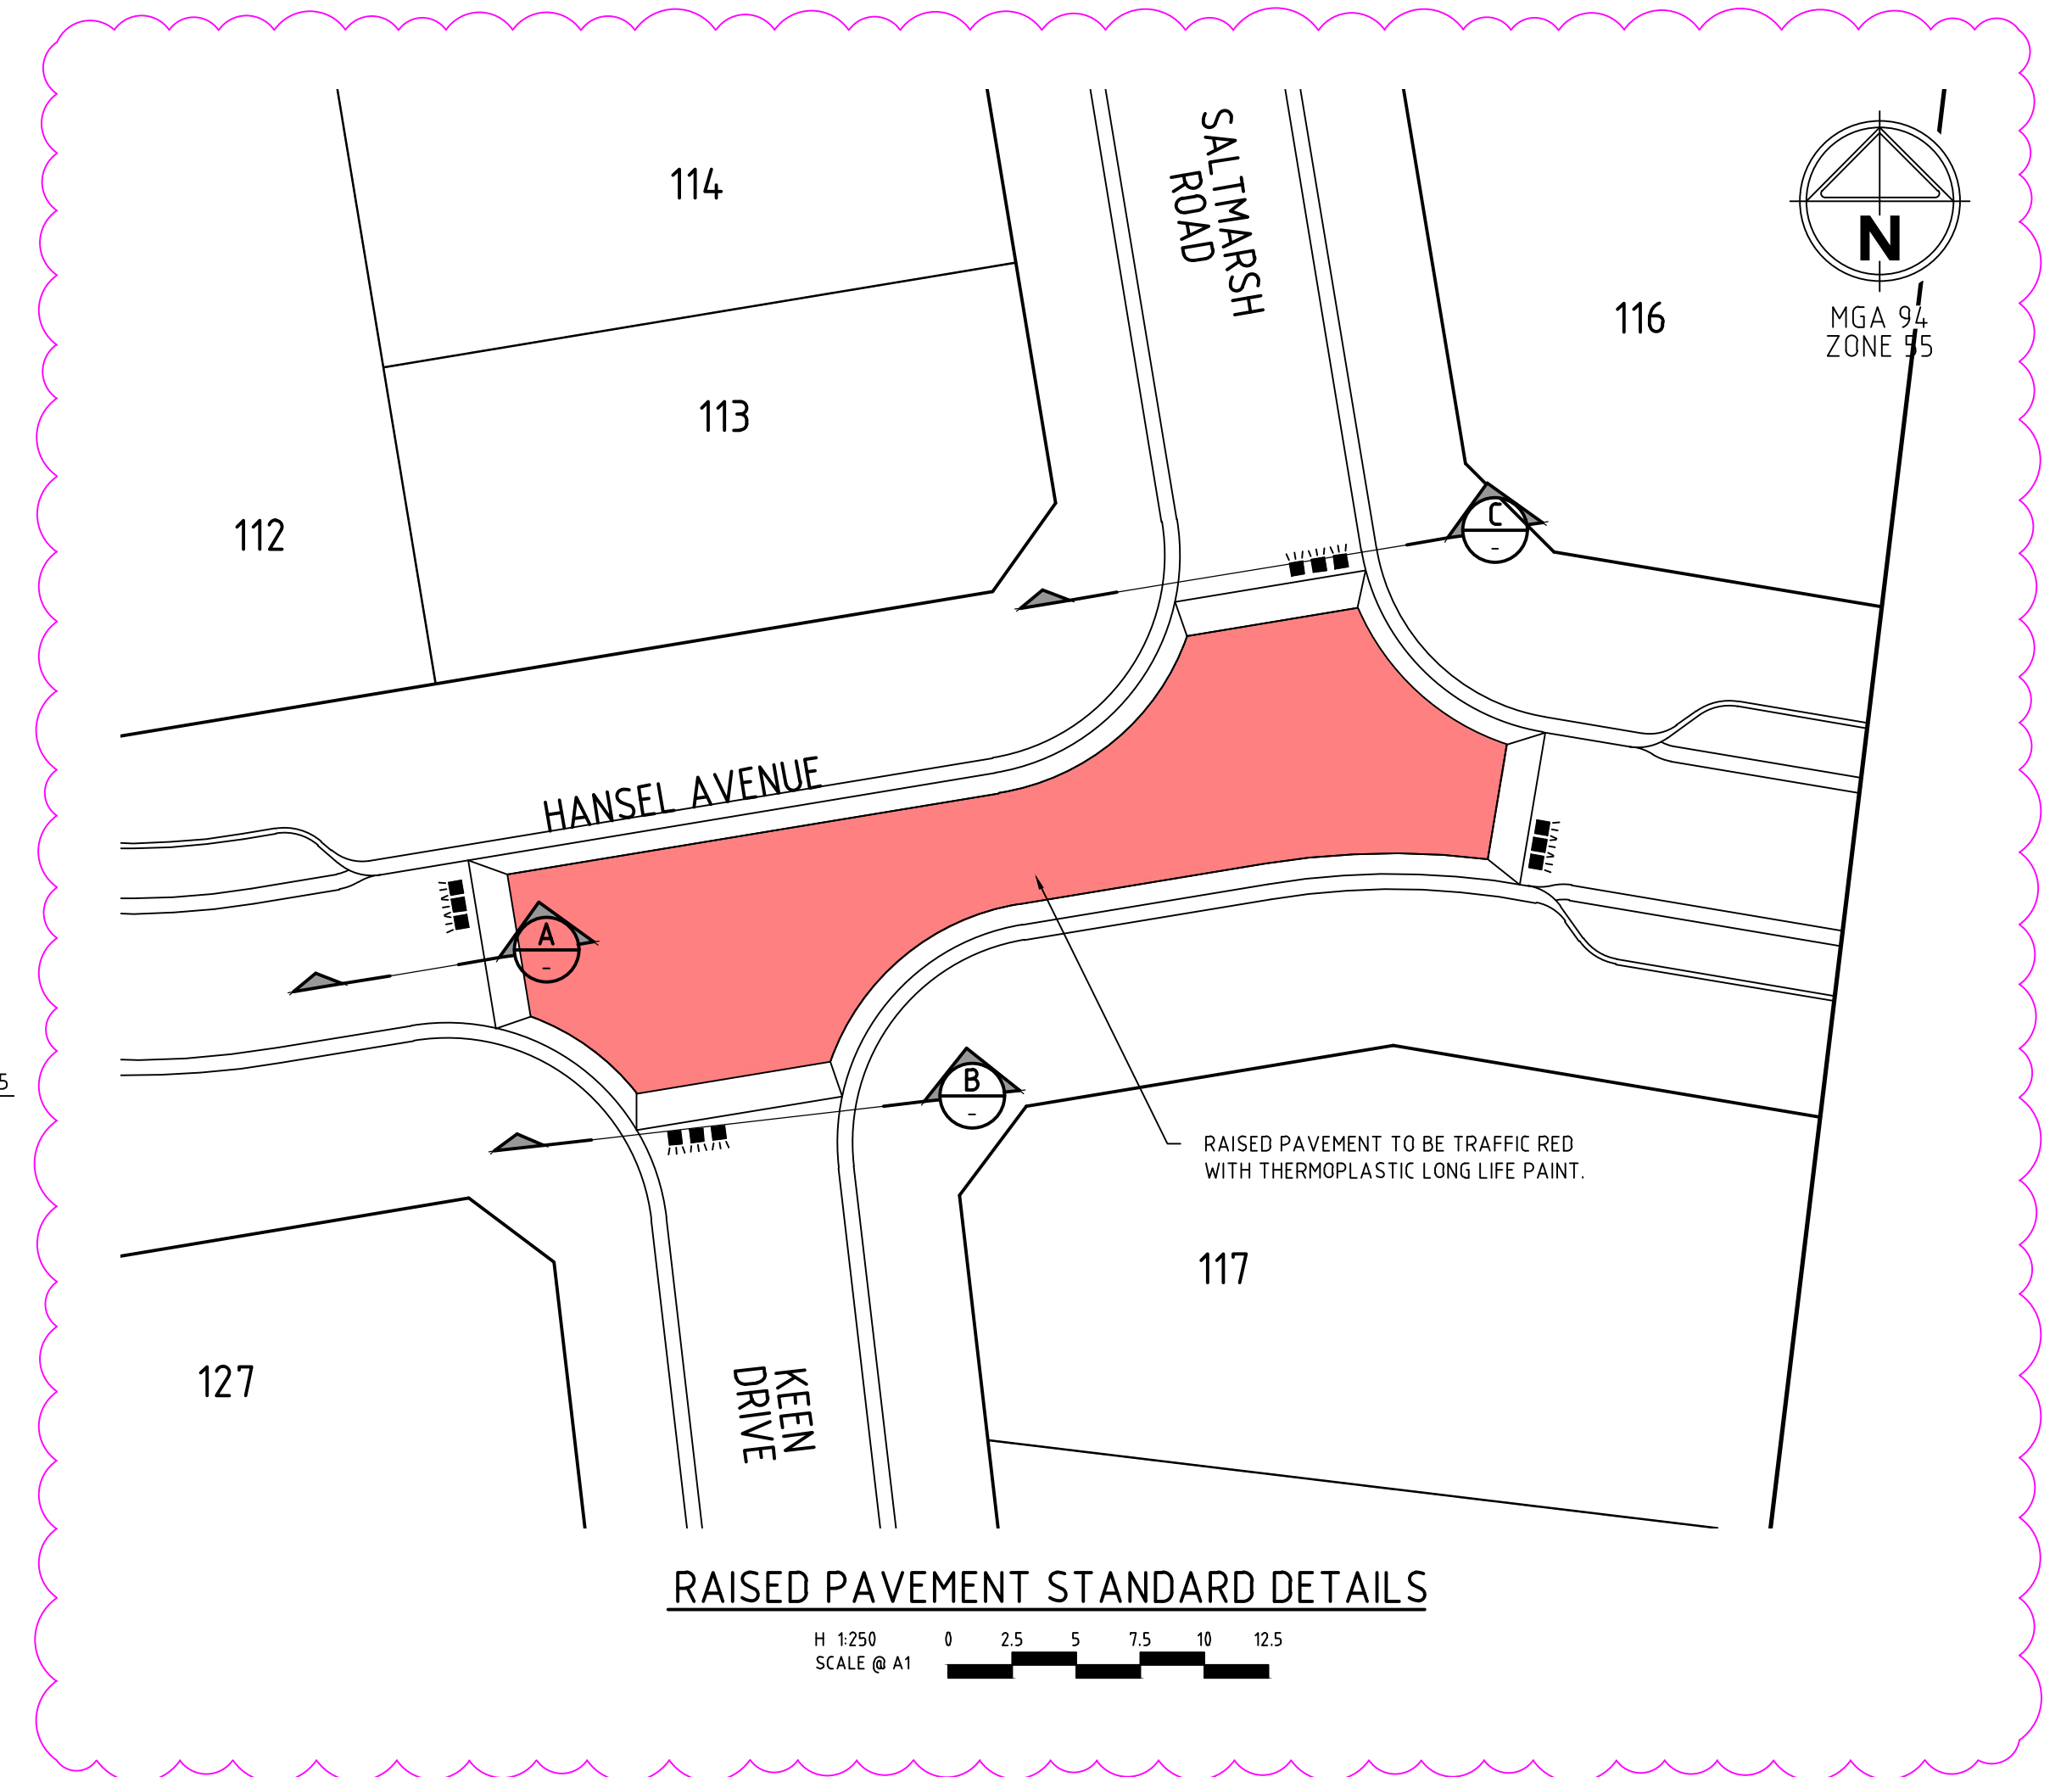 114
SALTMARSH
ROAD
N
MGA 94
ZONE 55
116
113
112
C
-
HANSEL AVENUE
A
-
B
-
5
RAISED PAVEMENT TO BE TRAFFIC RED
WITH THERMOPLASTIC LONG LIFE PAINT.
117
127
KEEN
DRIVE
RAISED PAVEMENT STANDARD DETAILS
H 1:250
SCALE @ A1
0 2.5 5 7.5 10 12.5